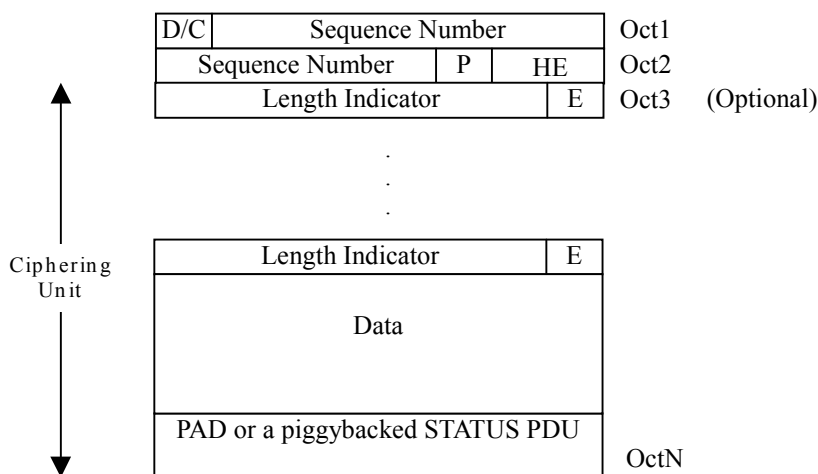 D/C Sequence Number Oct1
Sequence Number P HE Oct2
Length Indicator E Oct3 (Optional)
.
.
.
Length Indicator E
Ciphering
Unit
Data
PAD or a piggybacked STATUS PDU
OctN